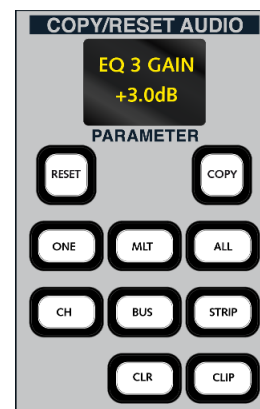 COPY/RESET AUDIO
EQ 3 GAIN
+3.0dB
PARAMETER
RESET COPY
ONE MLT ALL
CH BUS STRIP
CLR CLIP